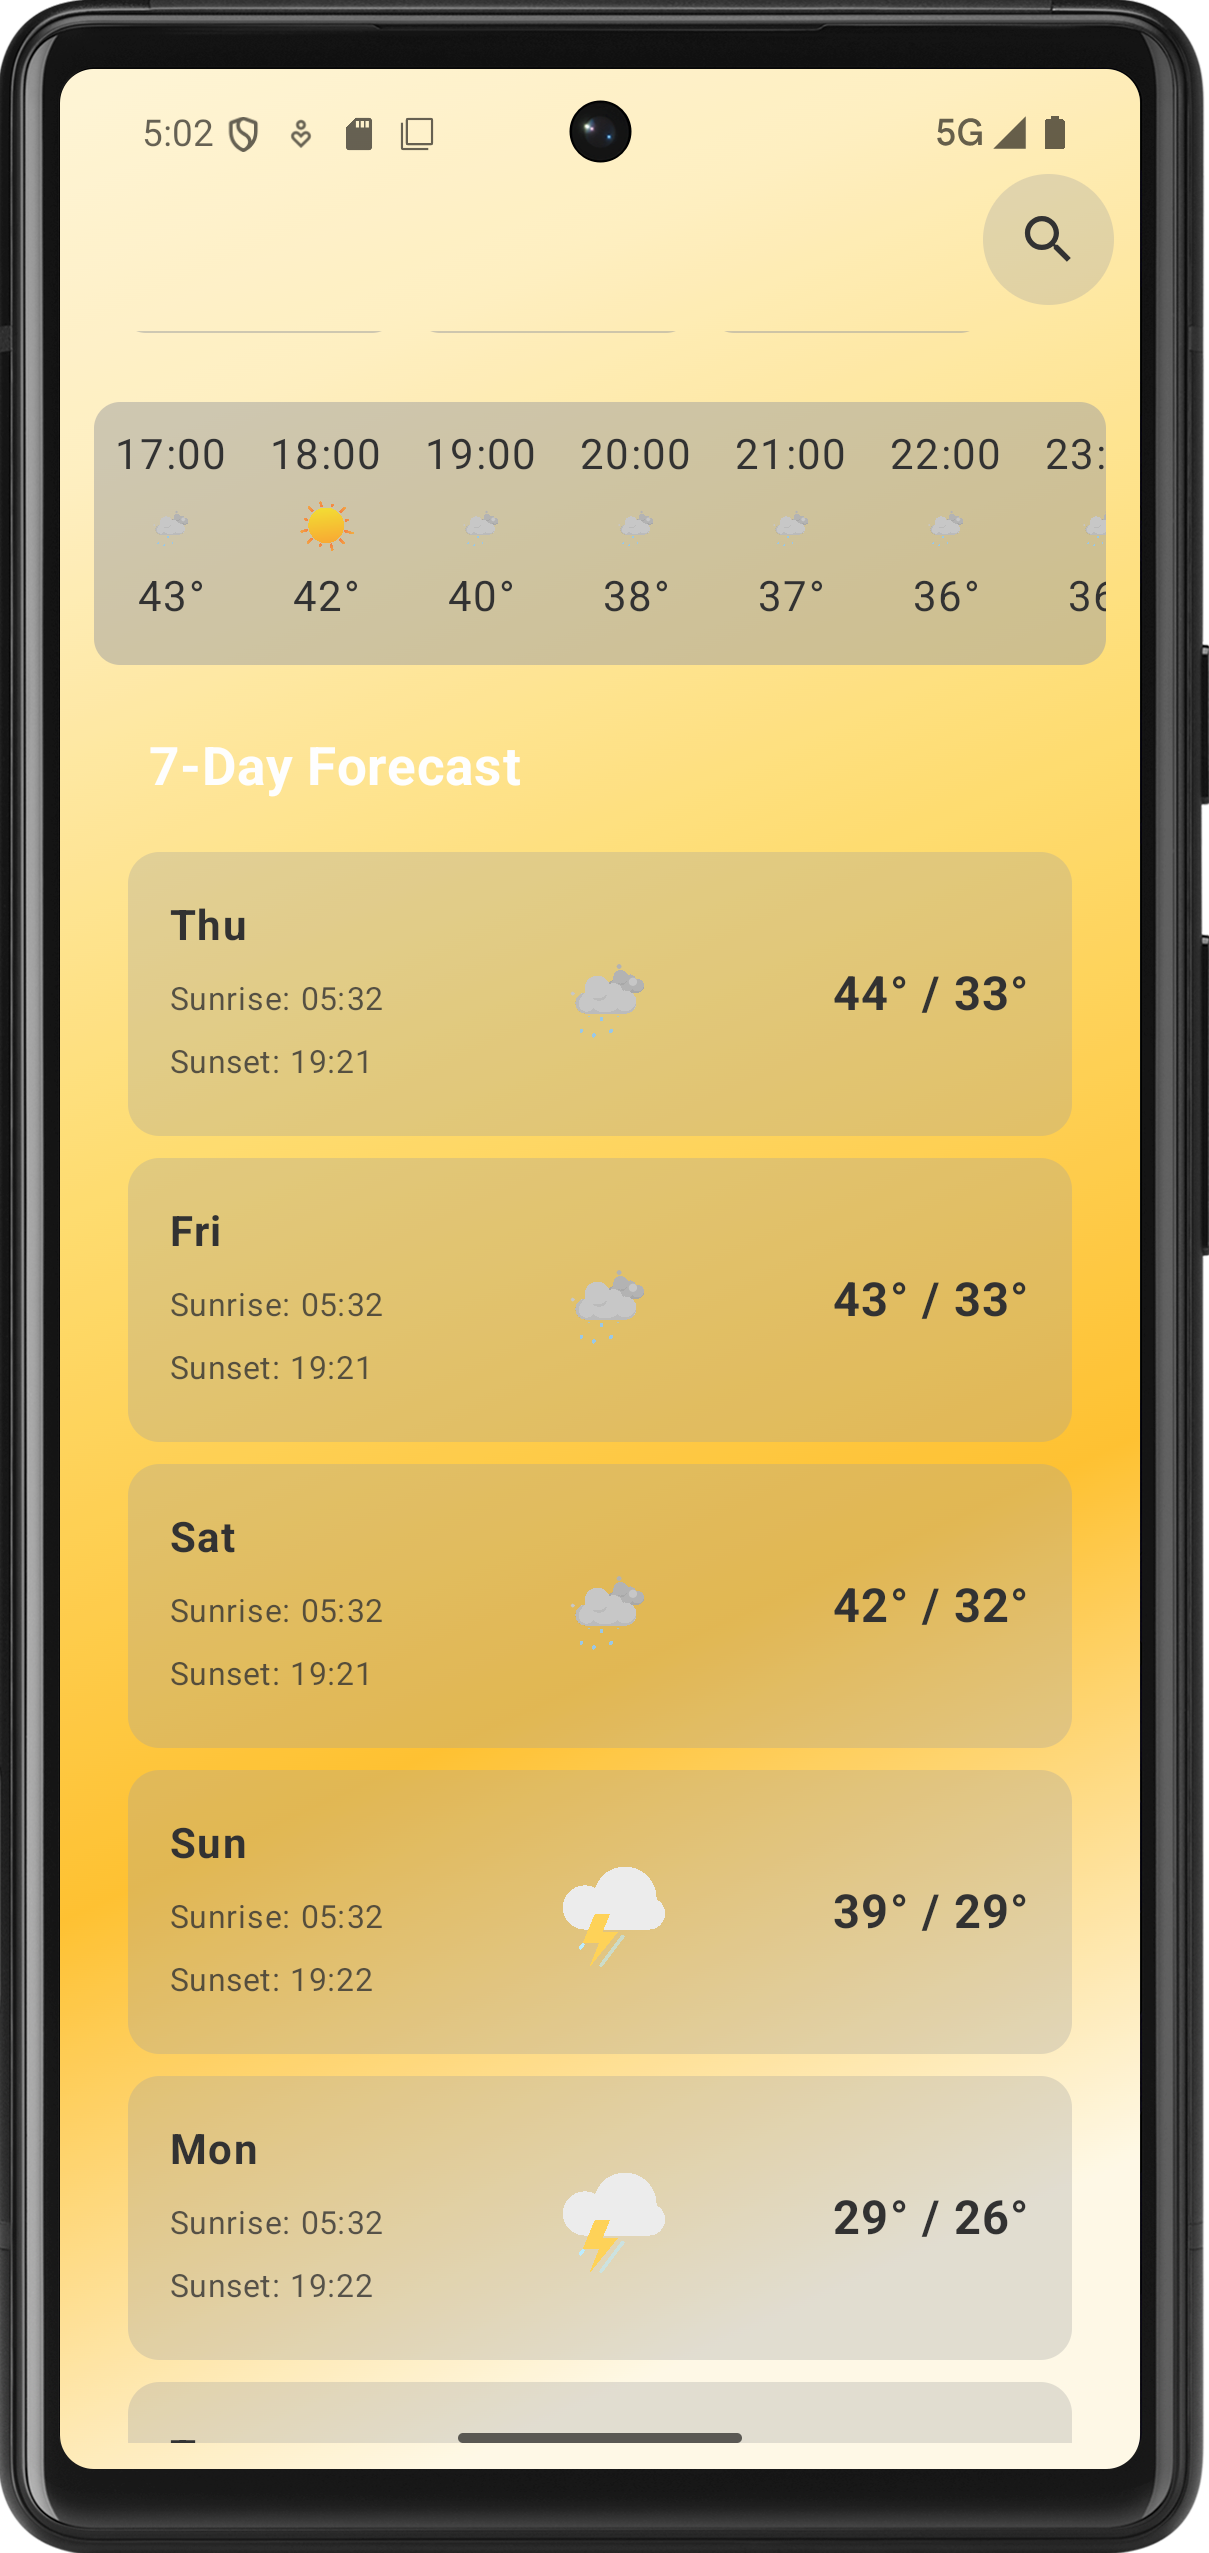 5:02 5G
17:00 18:00 19:00 20:00 21:00 22:00 23:
43° 42° 40° 38° 37° 36° 36
7-Day Forecast
Thu
Sunrise: 05:32
44° / 33°
Sunset: 19:21
Fri
Sunrise: 05:32
43° / 33°
Sunset: 19:21
Sat
Sunrise: 05:32
42° / 32°
Sunset: 19:21
Sun
Sunrise: 05:32
39° / 29°
Sunset: 19:22
Mon
Sunrise: 05:32
29° / 26°
Sunset: 19:22